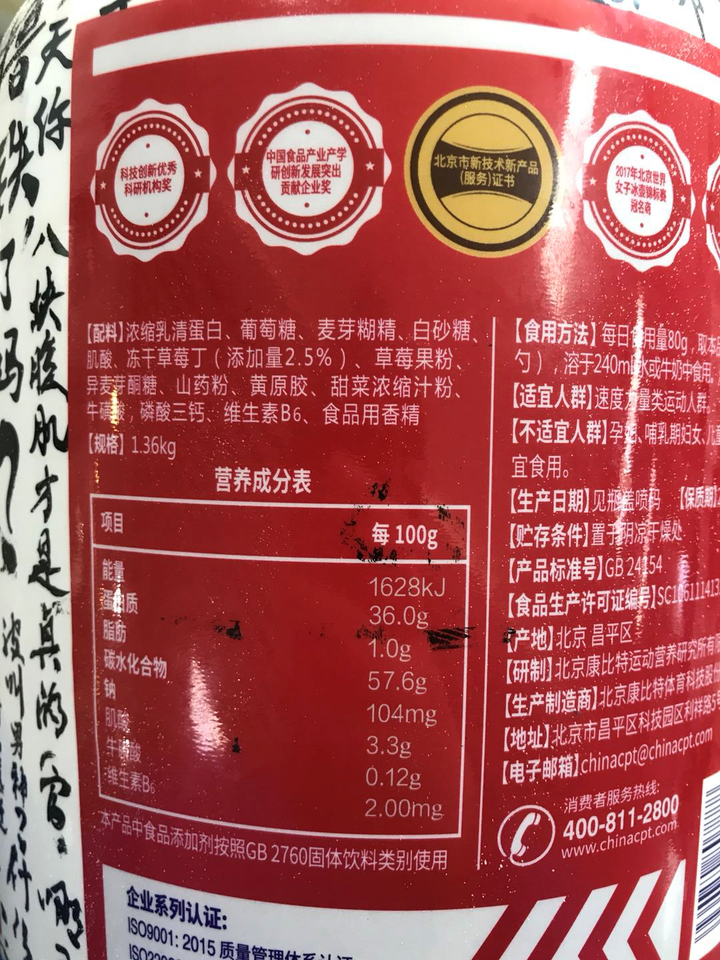 科技创新优秀
科研机构奖
中国食品产业产学
研创新发展突出
贡献企业奖
北京市新技术新产品
(服务)证书
2017年北京世界
女子冰壶锦标赛
冠名商
【配料】浓缩乳清蛋白、葡萄糖、麦芽糊精、白砂糖、
肌酸、冻干草莓丁(添加量2.5%)、草莓果粉、
异麦芽酮糖、山药粉、黄原胶、甜菜浓缩汁粉、
牛磺酸,磷酸三钙、维生素B6、食品用香精
【规格】1.36kg
营养成分表
项目 每100g
能量 1628kJ
蛋白质 36.0g
脂肪 1.0g
碳水化合物 57.6g
钠 104mg
肌酸 3.3g
牛磺酸 0.12g
维生素B6 2.00mg
本产品中食品添加剂按照GB 2760固体饮料类别使用
【食用方法】每日食用量80g,取本
勺),溶于240mL水或牛奶中食用
【适宜人群】速度力量类运动人群
【不适宜人群】孕妇、哺乳期妇女、儿童
宜食用。
【生产日期】见瓶盖喷码 【保质期】
【贮存条件】置于阴凉干燥处
【产品标准号】GB 24154
【食品生产许可证编号】SC106111415
【产地】北京 昌平区
【研制】北京康比特运动营养研究所有
【生产制造商】北京康比特体育科技股
【地址】北京市昌平区科技园区利祥路5
【电子邮箱】chinacpt@chinacpt.com
消费者服务热线:
400-811-2800
www.chinacpt.com
企业系列认证:
ISO9001: 2015 质量管理体系认证
八块腹肌才是真的